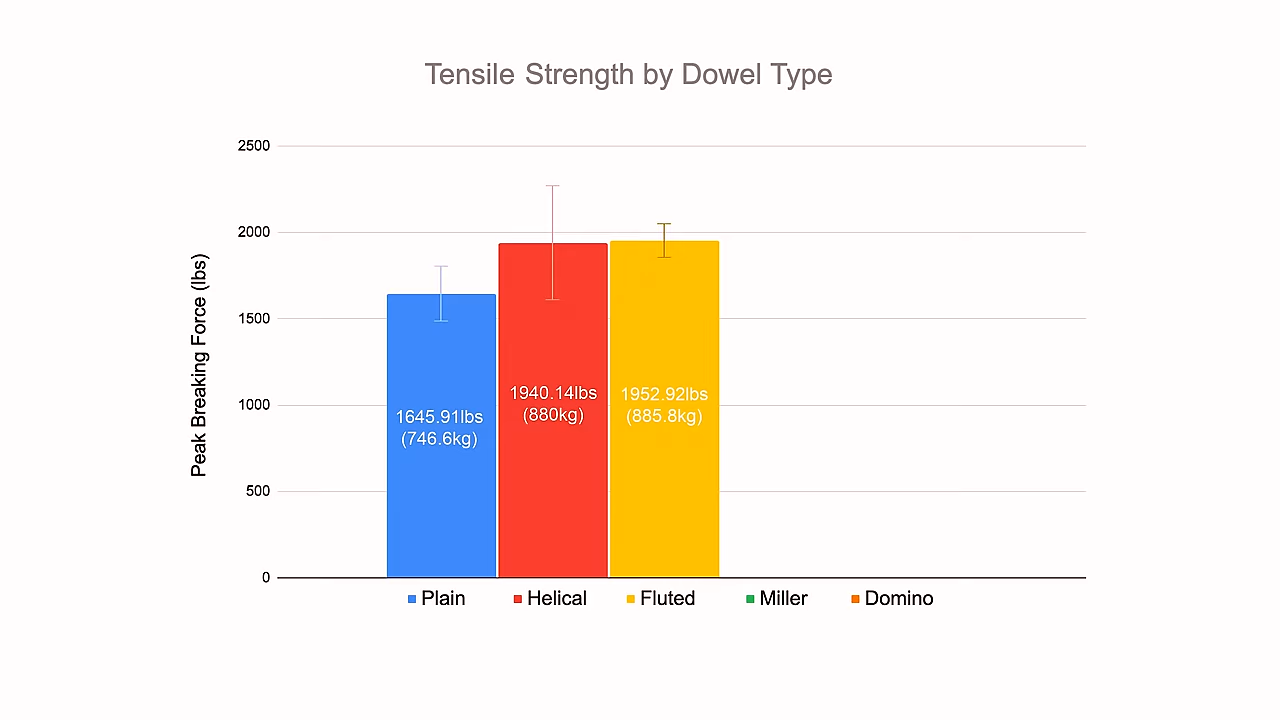 Tensile Strength by Dowel Type
Peak Breaking Force (lbs)
2500
2000
1500
1000
500
0
1645.91lbs
(746.6kg)
1940.14lbs
(880kg)
1952.92lbs
(885.8kg)
Plain Helical Fluted Miller Domino